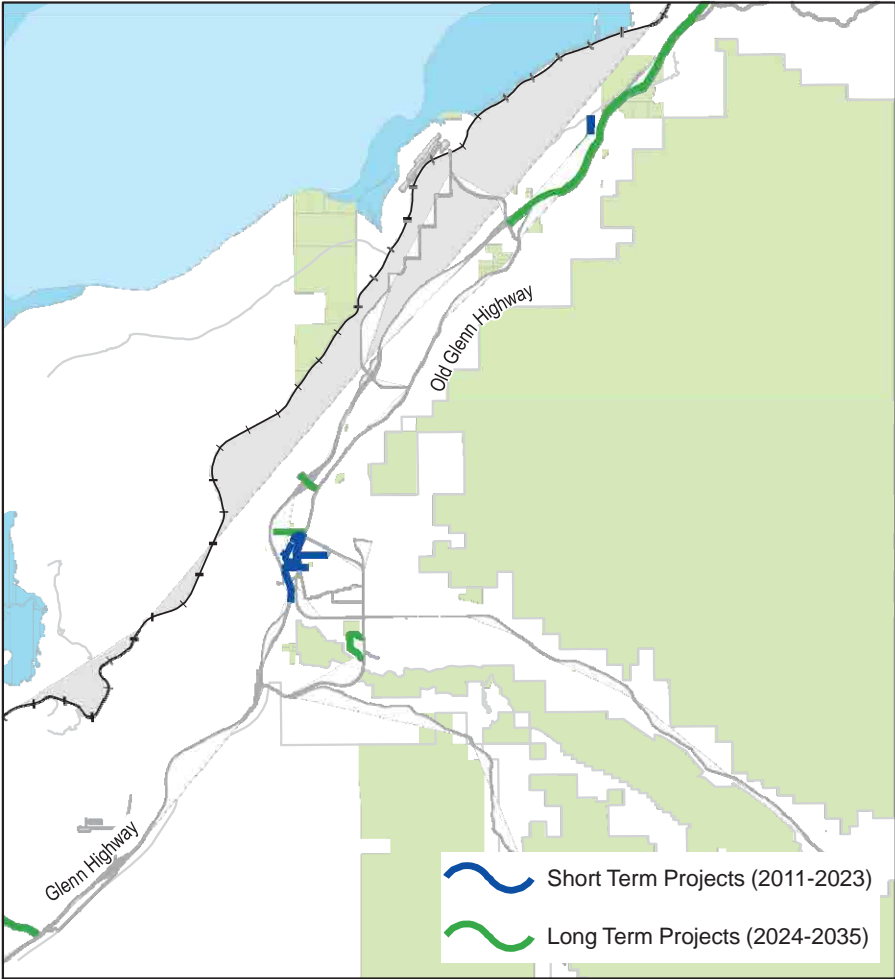 Old Glenn Highway
Glenn Highway
Short Term Projects (2011-2023)
Long Term Projects (2024-2035)